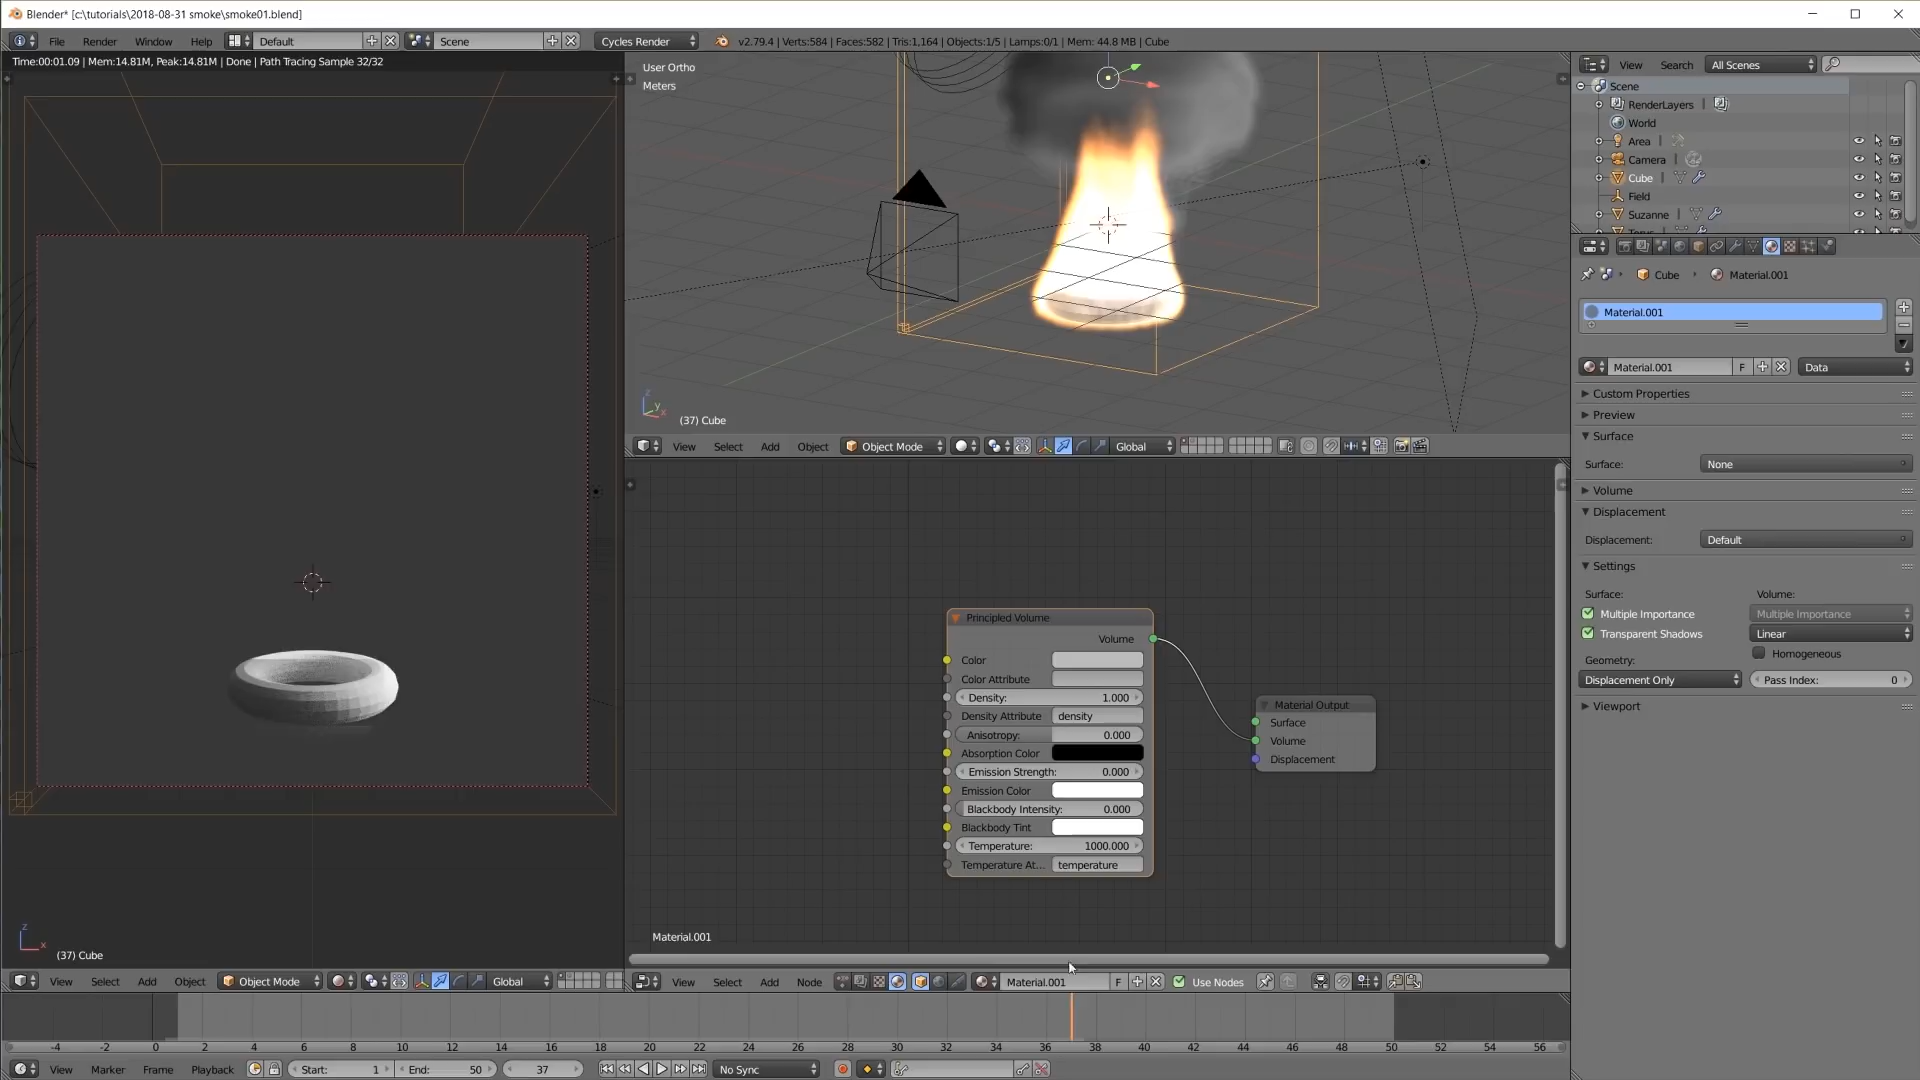 Blender* [c:\tutorials\2018-08-31 smoke\smoke01.blend]
File Render Window Help Default Scene Cycles Render v2.79.4 | Verts:584 | Faces:582 | Tris:1,164 | Objects:1/5 | Lamps:0/1 | Mem: 44.8 MB | Cube
Time:00:01.09 | Mem:14.81M, Peak:14.81M | Done | Path Tracing Sample 32/32
User Ortho
Meters
(37) Cube
View Select Add Object Object Mode Global
View Search All Scenes
Scene
RenderLayers
World
Area
Camera
Cube
Field
Suzanne
Cube Material.001
Material.001
Material.001 F Data
Custom Properties
Preview
Surface
Surface: None
Volume
Displacement
Displacement: Default
Settings
Surface: Volume:
Multiple Importance Multiple Importance
Transparent Shadows Linear
Homogeneous
Geometry:
Displacement Only Pass Index: 0
Viewport
Principled Volume
Volume
Color
Color Attribute
Density: 1.000
Density Attribute density
Anisotropy: 0.000
Absorption Color
Emission Strength: 0.000
Emission Color
Blackbody Intensity: 0.000
Blackbody Tint
Temperature: 1000.000
Temperature At... temperature
Material Output
Surface
Volume
Displacement
Material.001
z x
(37) Cube
View Select Add Object Object Mode Global
View Select Add Node Material.001 F Use Nodes
-4 -2 0 2 4 6 8 10 12 14 16 18 20 22 24 26 28 30 32 34 36 38 40 42 44 46 48 50 52 54 56
View Marker Frame Playback Start: 1 End: 50 37 No Sync